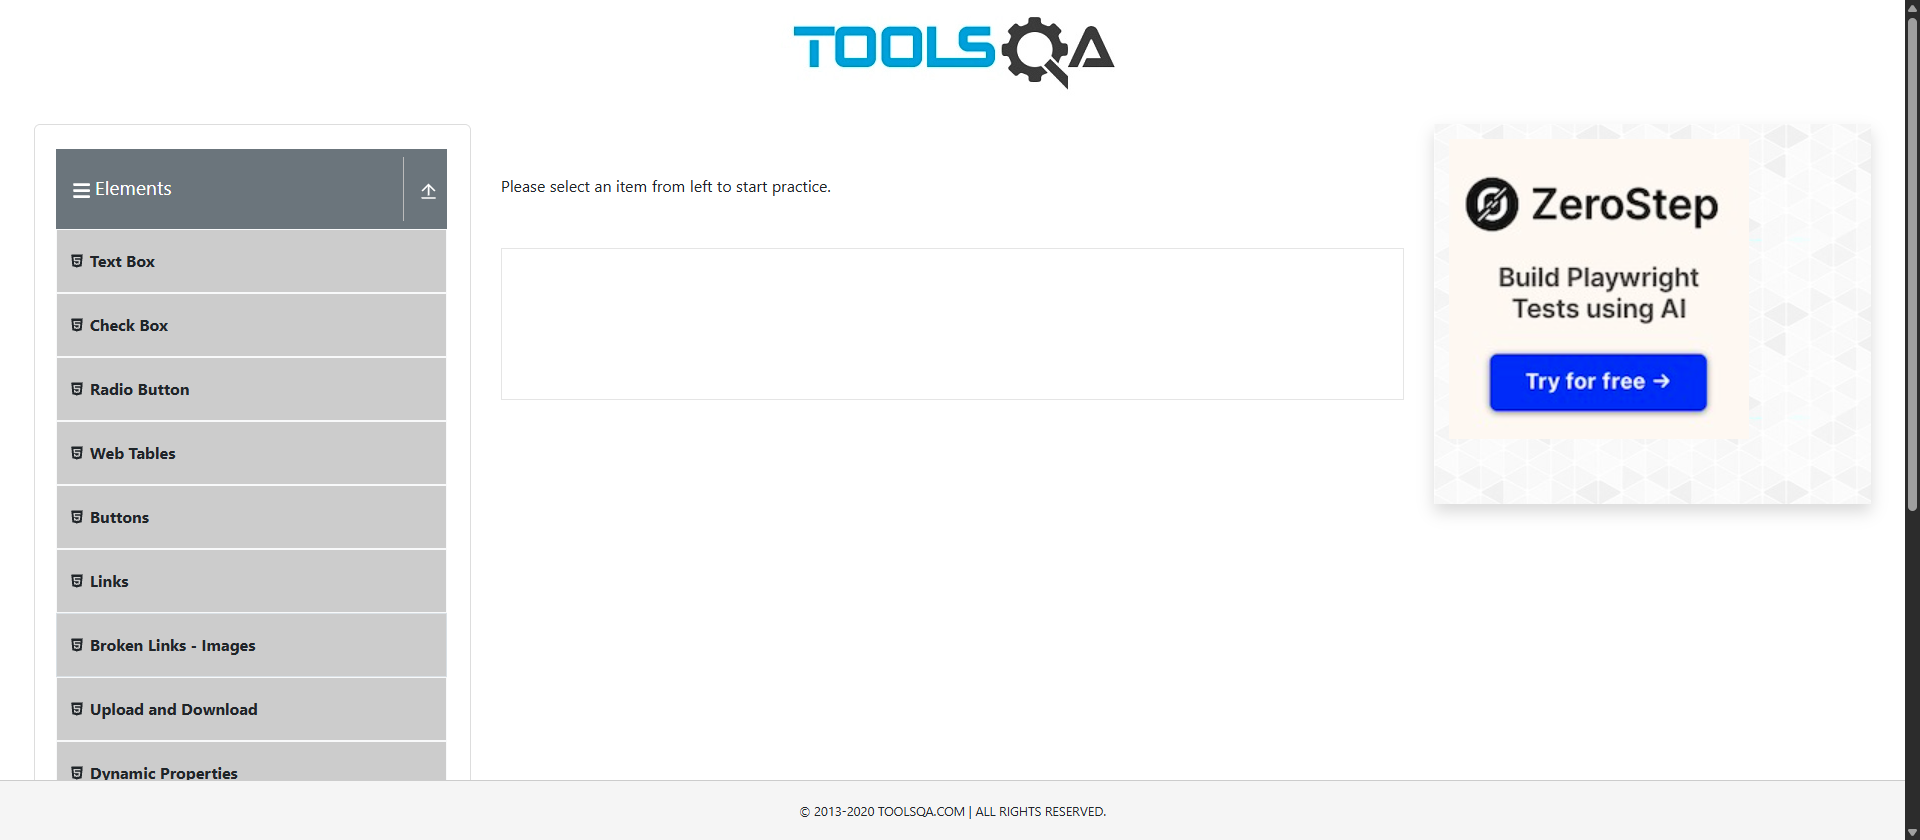 TOOLSQA
Elements
Text Box
Check Box
Radio Button
Web Tables
Buttons
Links
Broken Links - Images
Upload and Download
Dynamic Properties
Please select an item from left to start practice.
ZeroStep
Build Playwright
Tests using AI
Try for free →
© 2013-2020 TOOLSQA.COM | ALL RIGHTS RESERVED.